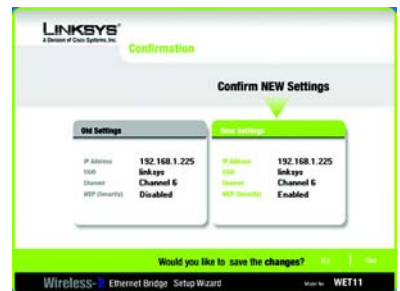 LINKSYS®
A Division of Cisco Systems, Inc.
Confirmation
Confirm NEW Settings
Old Settings
IP Address 192.168.1.225
SSID linksys
Channel Channel 6
WEP (Security) Disabled
New Settings
IP Address 192.168.1.225
SSID linksys
Channel Channel 6
WEP (Security) Enabled
Would you like to save the changes? No Yes
Wireless-B Ethernet Bridge Setup Wizard Model No. WET11